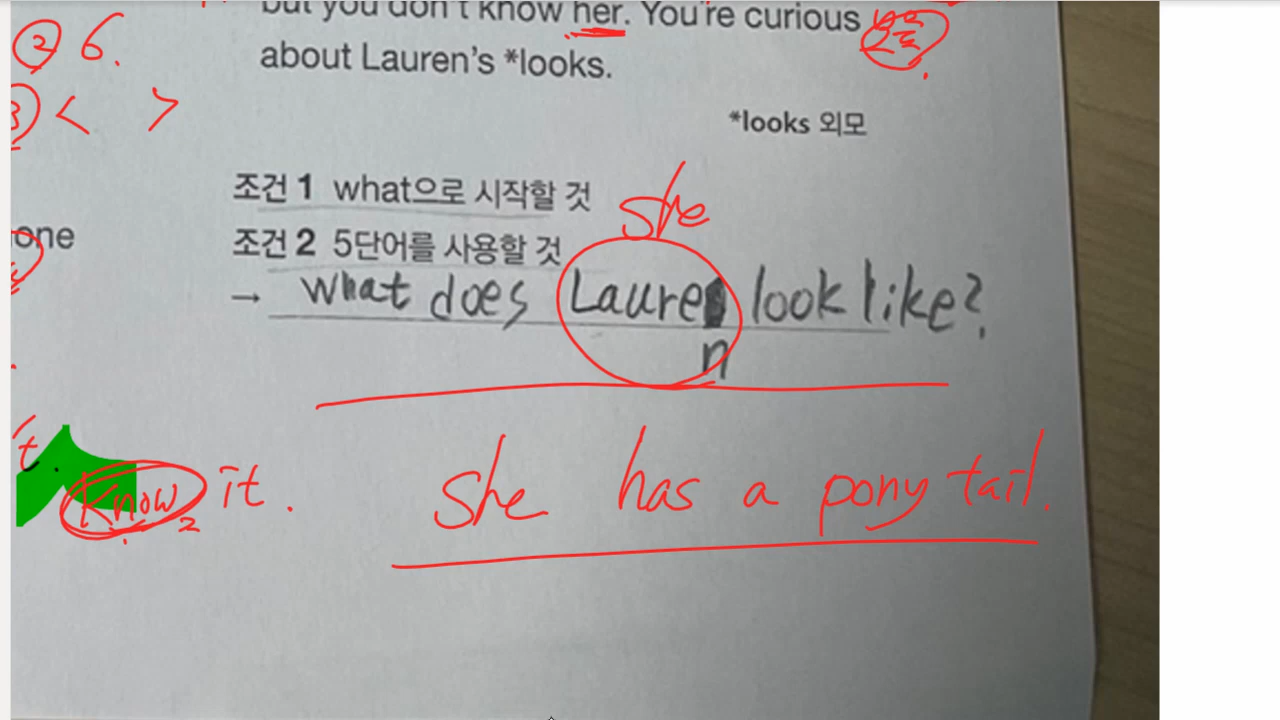 but you don't know her. You're curious
② 6.
about Lauren's *looks.
③ < >
*looks 외모
조건 1 what으로 시작할 것
she
one
조건 2 5단어를 사용할 것
→ What does Lauren look like?
n
't.
know it.
2
she has a pony tail.